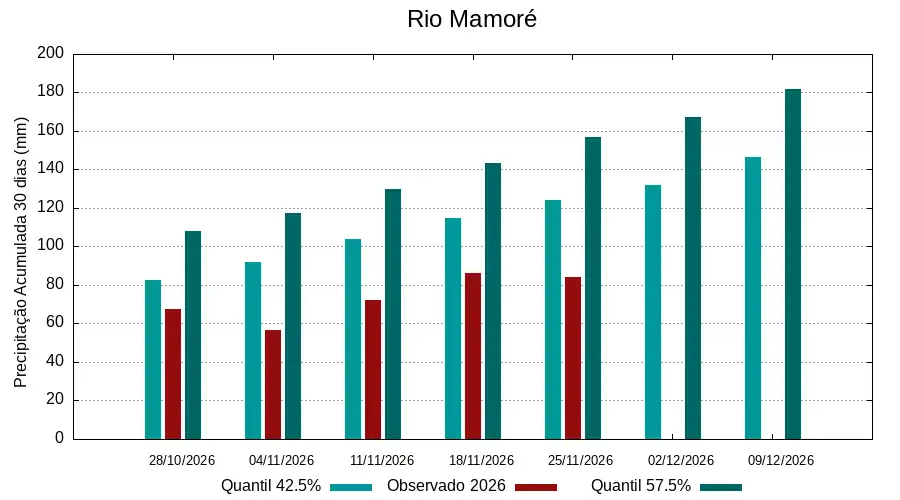 Rio Mamoré
Precipitação Acumulada 30 dias (mm)
200
180
160
140
120
100
80
60
40
20
0
28/10/2026 04/11/2026 11/11/2026 18/11/2026 25/11/2026 02/12/2026 09/12/2026
Quantil 42.5% Observado 2026 Quantil 57.5%